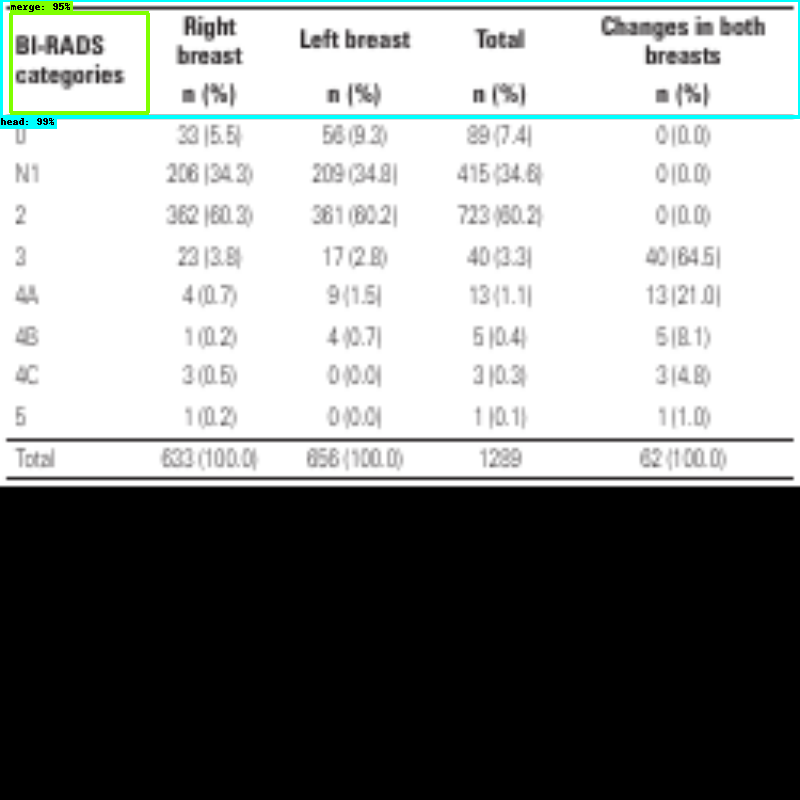 merge: 95%
BI-RADS categories Right breast Left breast Total Changes in both breasts
n (%) n (%) n (%) n (%)
head: 99%
0 33 (5.5) 56 (9.3) 89 (7.4) 0 (0.0)
N1 206 (34.3) 209 (34.8) 415 (34.6) 0 (0.0)
2 362 (60.3) 361 (60.2) 723 (60.2) 0 (0.0)
3 23 (3.8) 17 (2.8) 40 (3.3) 40 (64.5)
4A 4 (0.7) 9 (1.5) 13 (1.1) 13 (21.0)
4B 1 (0.2) 4 (0.7) 5 (0.4) 5 (8.1)
4C 3 (0.5) 0 (0.0) 3 (0.3) 3 (4.8)
5 1 (0.2) 0 (0.0) 1 (0.1) 1 (1.0)
Total 633 (100.0) 656 (100.0) 1289 62 (100.0)